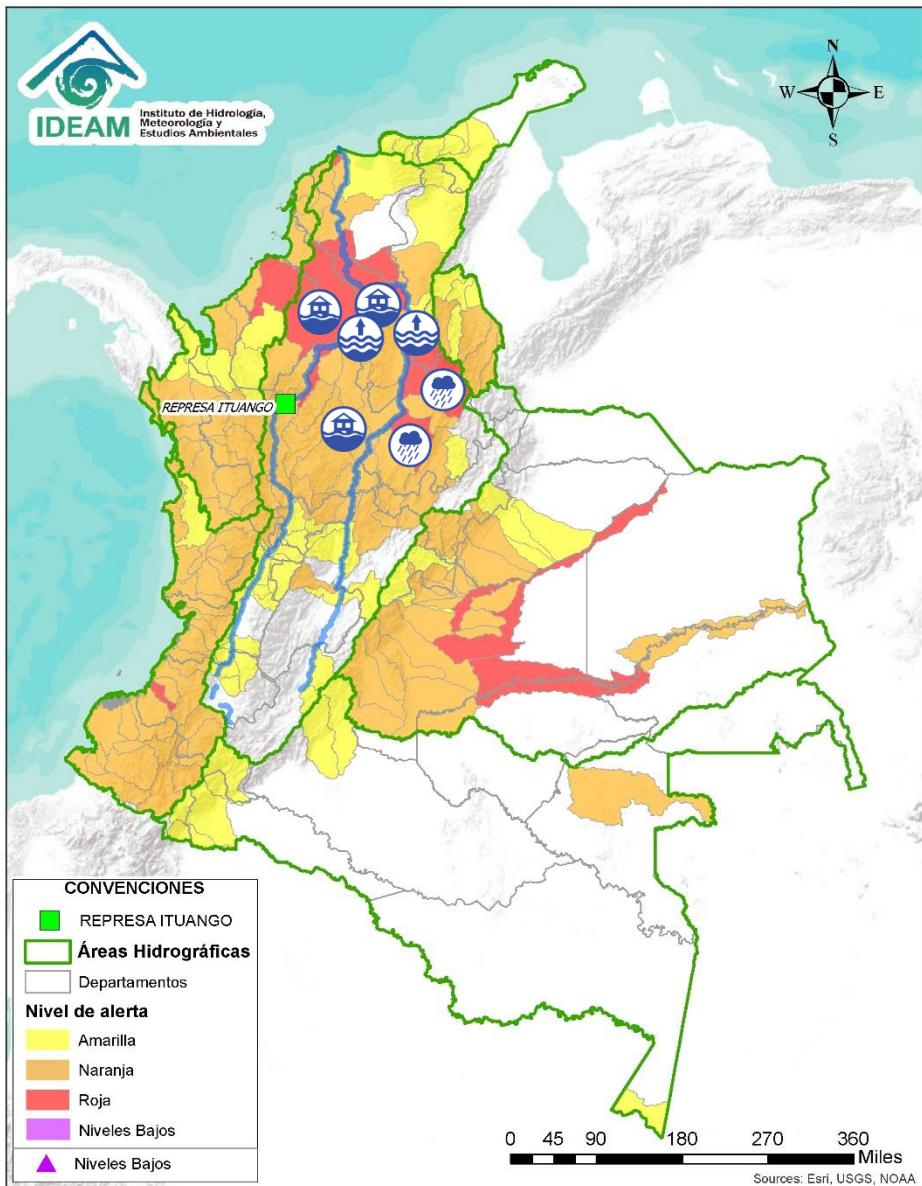 IDEAM
Instituto de Hidrología,
Meteorología y
Estudios Ambientales
N
W
E
S
REPRESA ITUANGO
CONVENCIONES
REPRESA ITUANGO
Áreas Hidrográficas
Departamentos
Nivel de alerta
Amarilla
Naranja
Roja
Niveles Bajos
Niveles Bajos
0 45 90 180 270 360
Miles
Sources: Esri, USGS, NOAA